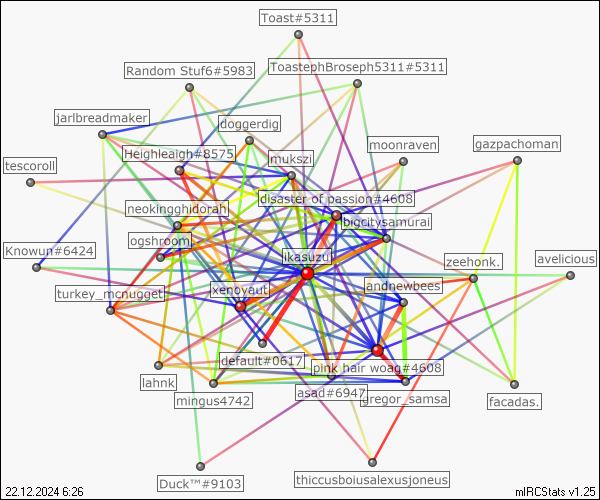 Toast#5311
ToastephBroseph5311#5311
Random Stuf6#5983
jarlbreadmaker
doggerdig
moonraven
gazpachoman
Heighleaigh#8575
mukszi
tescoroll
disaster of passion#4608
neokingghidorah
bigcitysamurai
ogshroom
Knowun#6424
ikasuzu
zeehonk.
avelicious
turkey_mcnugget
xenoyaut
andnewbees
default#0617
pink hair woag#4608
lahnk
mingus4742
asad#6947
gregor_samsa
facadas.
Duck™#9103
thiccusboiusalexusjoneus
22.12.2024 6:26
mIRCStats v1.25